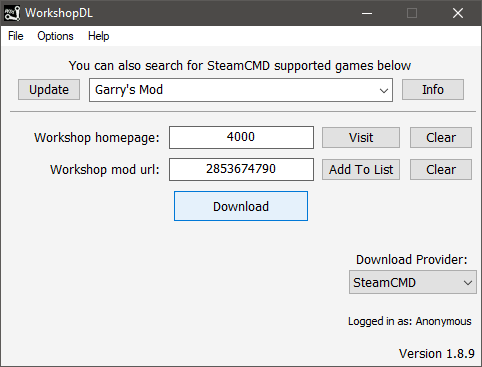 WorkshopDL
File Options Help
You can also search for SteamCMD supported games below
Update Garry's Mod Info
Workshop homepage: 4000 Visit Clear
Workshop mod url: 2853674790 Add To List Clear
Download
Download Provider:
SteamCMD
Logged in as: Anonymous
Version 1.8.9